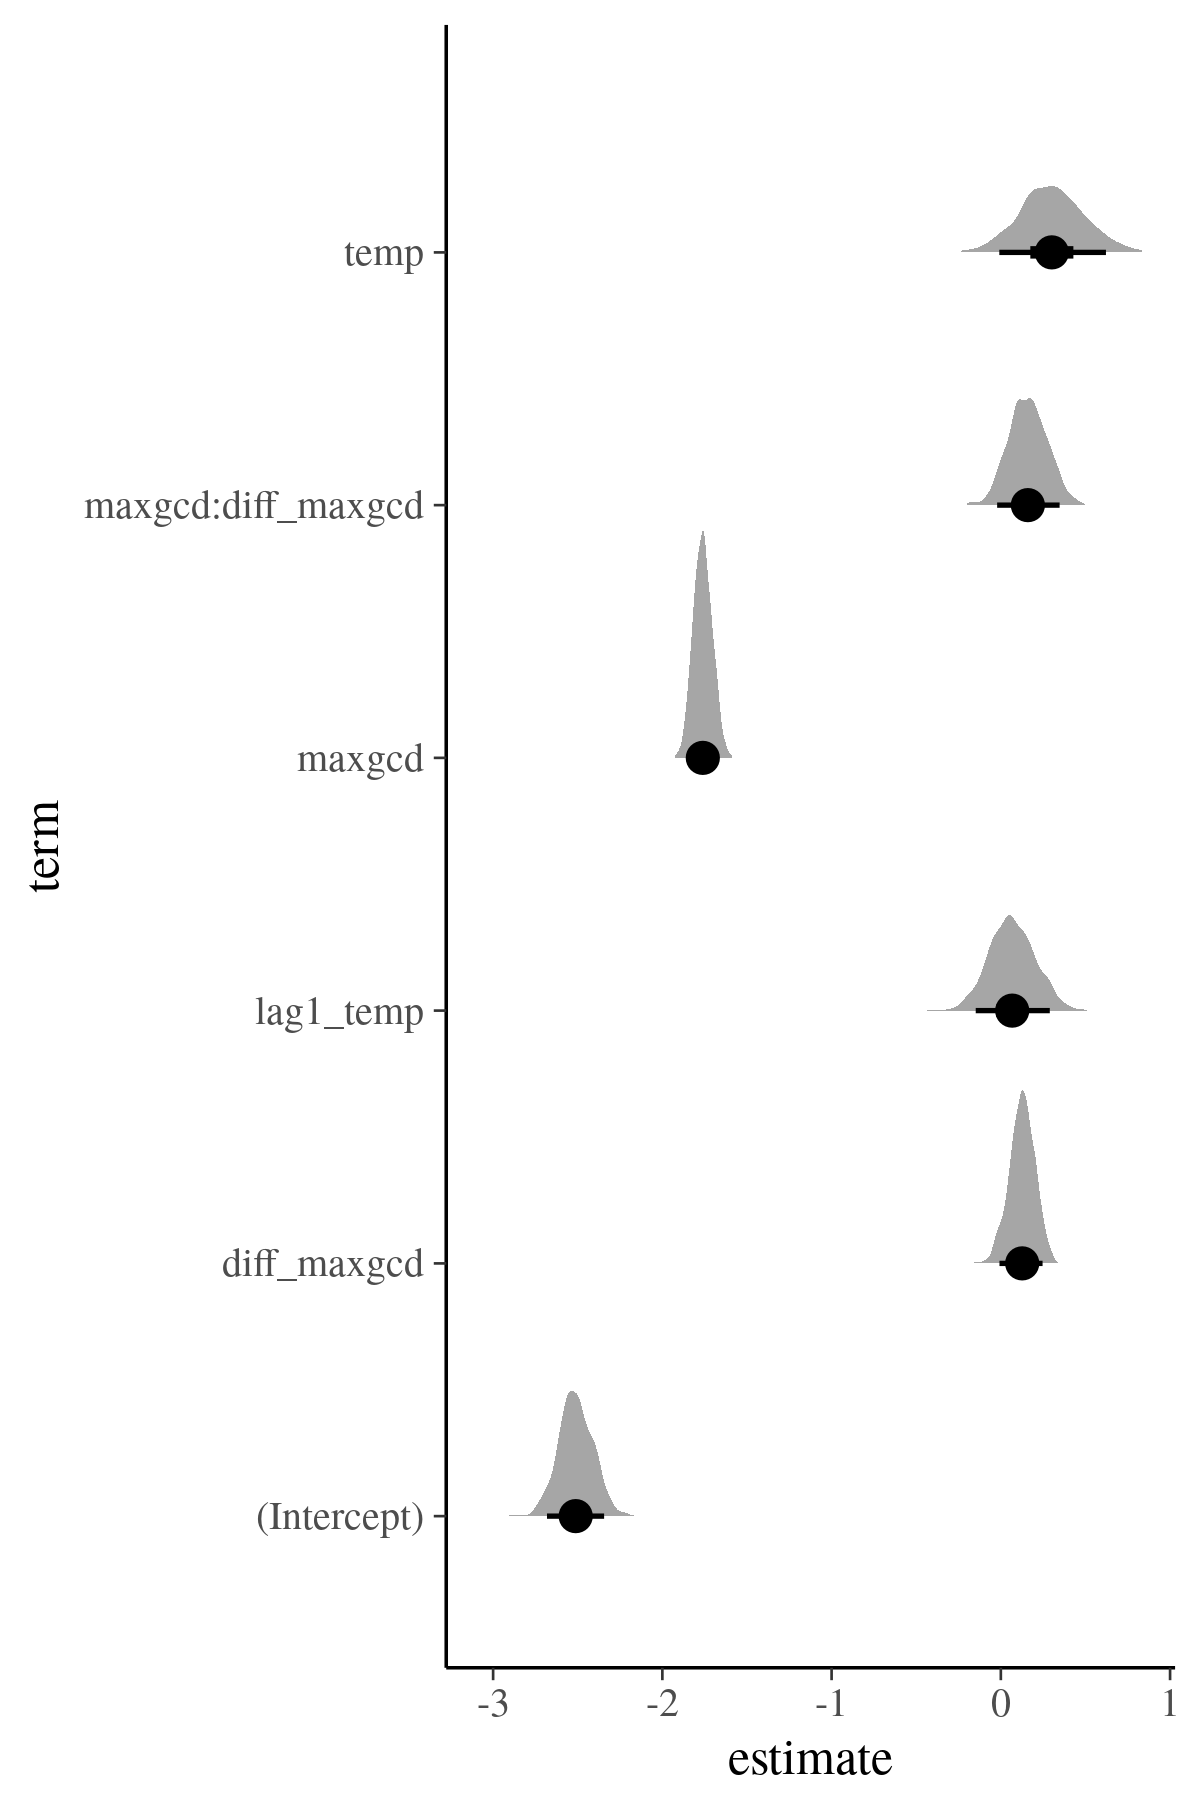 temp
maxgcd:diff_maxgcd
maxgcd
lag1_temp
diff_maxgcd
(Intercept)
term
-3 -2 -1 0 1
estimate